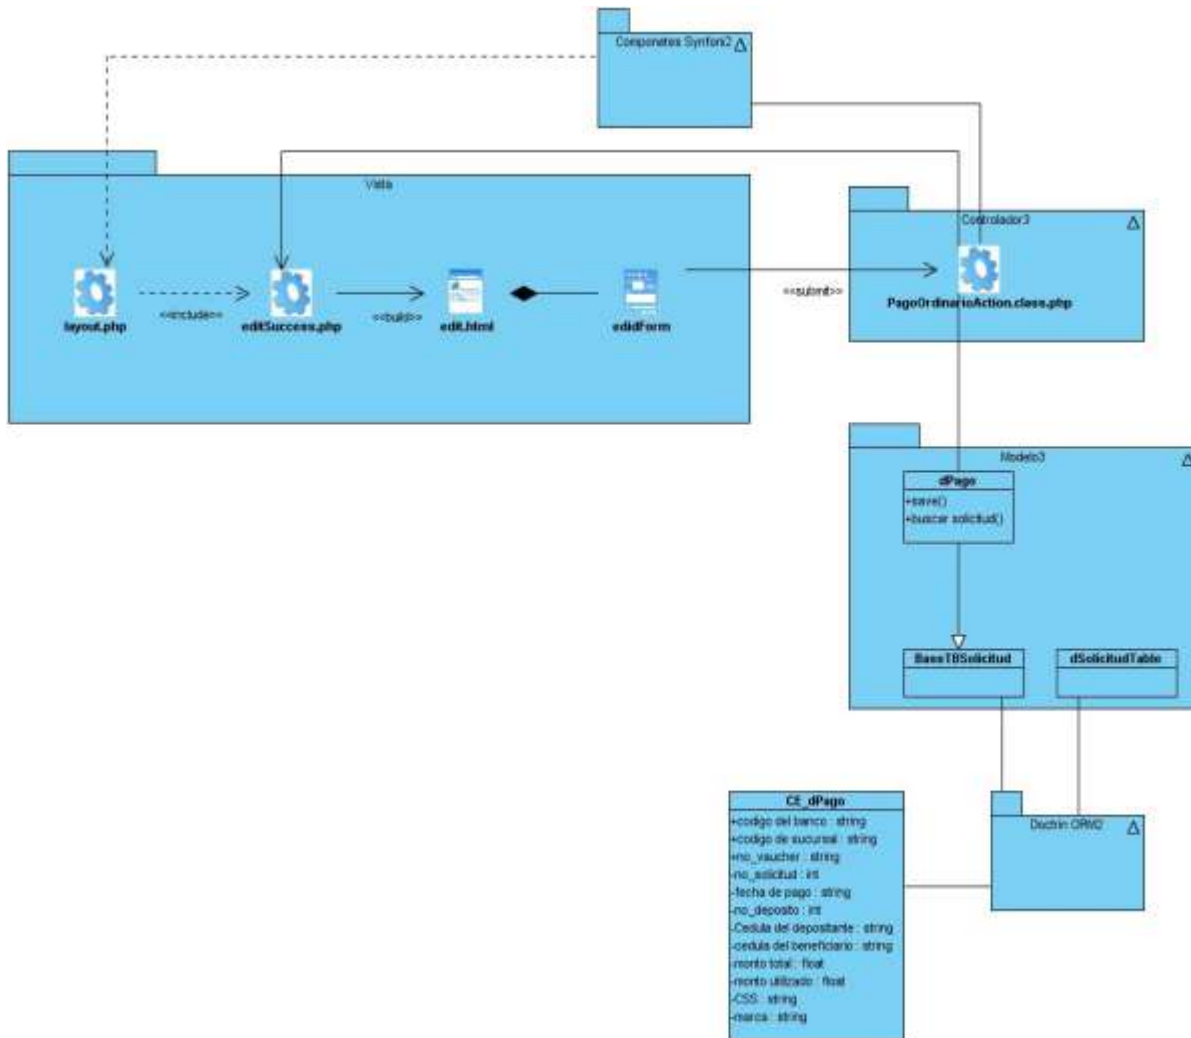 Componetes Synfoni2
Vista
Controlador3
<<submit>>
PagoOrdinarioAction.class.php
layout.php
<<include>>
editSuccess.php
<<build>>
edit.html
edidForm
Modelo3
dPago
+save()
+buscar solicitud()
BaseTBSolicitud
dSolicitudTable
Doctrin ORM2
CE_dPago
+codigo del banco : string
+codigo de sucursal : string
+no_vaucher : string
-no_solicitud : int
-fecha de pago : string
-no_deposito : int
-Cedula del depositante : string
-cedula del beneficiario : string
-monto total : float
-monto utilizado : float
-CSS : string
-marca : string